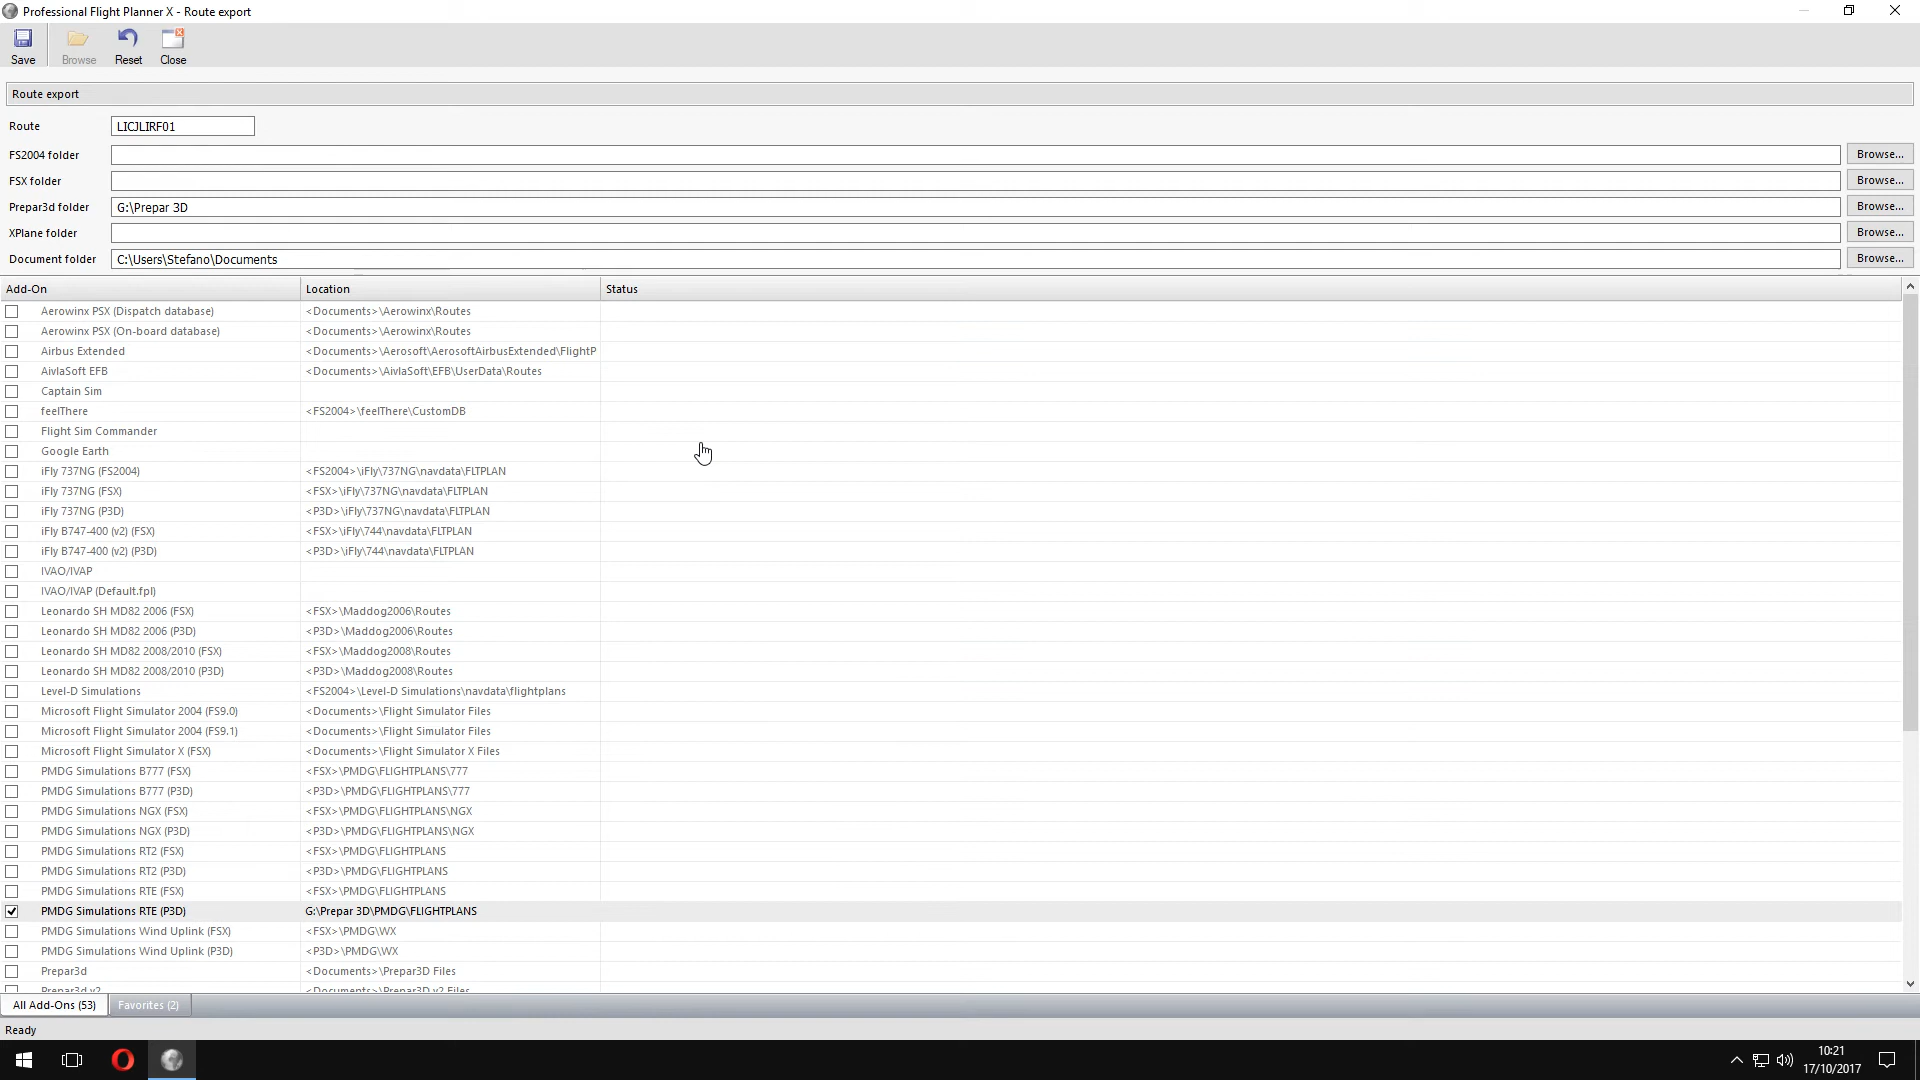 Professional Flight Planner X - Route export
Save Browse Reset Close
Route export
Route LICJLIRF01
FS2004 folder Browse...
FSX folder Browse...
Prepar3d folder G:\Prepar 3D Browse...
XPlane folder Browse...
Document folder C:\Users\Stefano\Documents Browse...
Add-On Location Status
Aerowinx PSX (Dispatch database) <Documents>\Aerowinx\Routes
Aerowinx PSX (On-board database) <Documents>\Aerowinx\Routes
Airbus Extended <Documents>\Aerosoft\AerosoftAirbusExtended\FlightP
AivlaSoft EFB <Documents>\AivlaSoft\EFB\UserData\Routes
Captain Sim
feelThere <FS2004>\feelThere\CustomDB
Flight Sim Commander
Google Earth
iFly 737NG (FS2004) <FS2004>\iFly\737NG\navdata\FLTPLAN
iFly 737NG (FSX) <FSX>\iFly\737NG\navdata\FLTPLAN
iFly 737NG (P3D) <P3D>\iFly\737NG\navdata\FLTPLAN
iFly B747-400 (v2) (FSX) <FSX>\iFly\744\navdata\FLTPLAN
iFly B747-400 (v2) (P3D) <P3D>\iFly\744\navdata\FLTPLAN
IVAO/IVAP
IVAO/IVAP (Default.fpl)
Leonardo SH MD82 2006 (FSX) <FSX>\Maddog2006\Routes
Leonardo SH MD82 2006 (P3D) <P3D>\Maddog2006\Routes
Leonardo SH MD82 2008/2010 (FSX) <FSX>\Maddog2008\Routes
Leonardo SH MD82 2008/2010 (P3D) <P3D>\Maddog2008\Routes
Level-D Simulations <FS2004>\Level-D Simulations\navdata\flightplans
Microsoft Flight Simulator 2004 (FS9.0) <Documents>\Flight Simulator Files
Microsoft Flight Simulator 2004 (FS9.1) <Documents>\Flight Simulator Files
Microsoft Flight Simulator X (FSX) <Documents>\Flight Simulator X Files
PMDG Simulations B777 (FSX) <FSX>\PMDG\FLIGHTPLANS\777
PMDG Simulations B777 (P3D) <P3D>\PMDG\FLIGHTPLANS\777
PMDG Simulations NGX (FSX) <FSX>\PMDG\FLIGHTPLANS\NGX
PMDG Simulations NGX (P3D) <P3D>\PMDG\FLIGHTPLANS\NGX
PMDG Simulations RT2 (FSX) <FSX>\PMDG\FLIGHTPLANS
PMDG Simulations RT2 (P3D) <P3D>\PMDG\FLIGHTPLANS
PMDG Simulations RTE (FSX) <FSX>\PMDG\FLIGHTPLANS
PMDG Simulations RTE (P3D) G:\Prepar 3D\PMDG\FLIGHTPLANS
PMDG Simulations Wind Uplink (FSX) <FSX>\PMDG\WX
PMDG Simulations Wind Uplink (P3D) <P3D>\PMDG\WX
Prepar3d <Documents>\Prepar3D Files
Prepar3d v2 <Documents>\Prepar3D v2 Files
All Add-Ons (53) Favorites (2)
Ready
10:21
17/10/2017